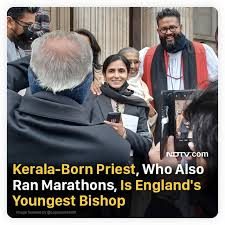 NDTV.com
Kerala-Born Priest, Who Also
Ran Marathons, Is England's
Youngest Bishop